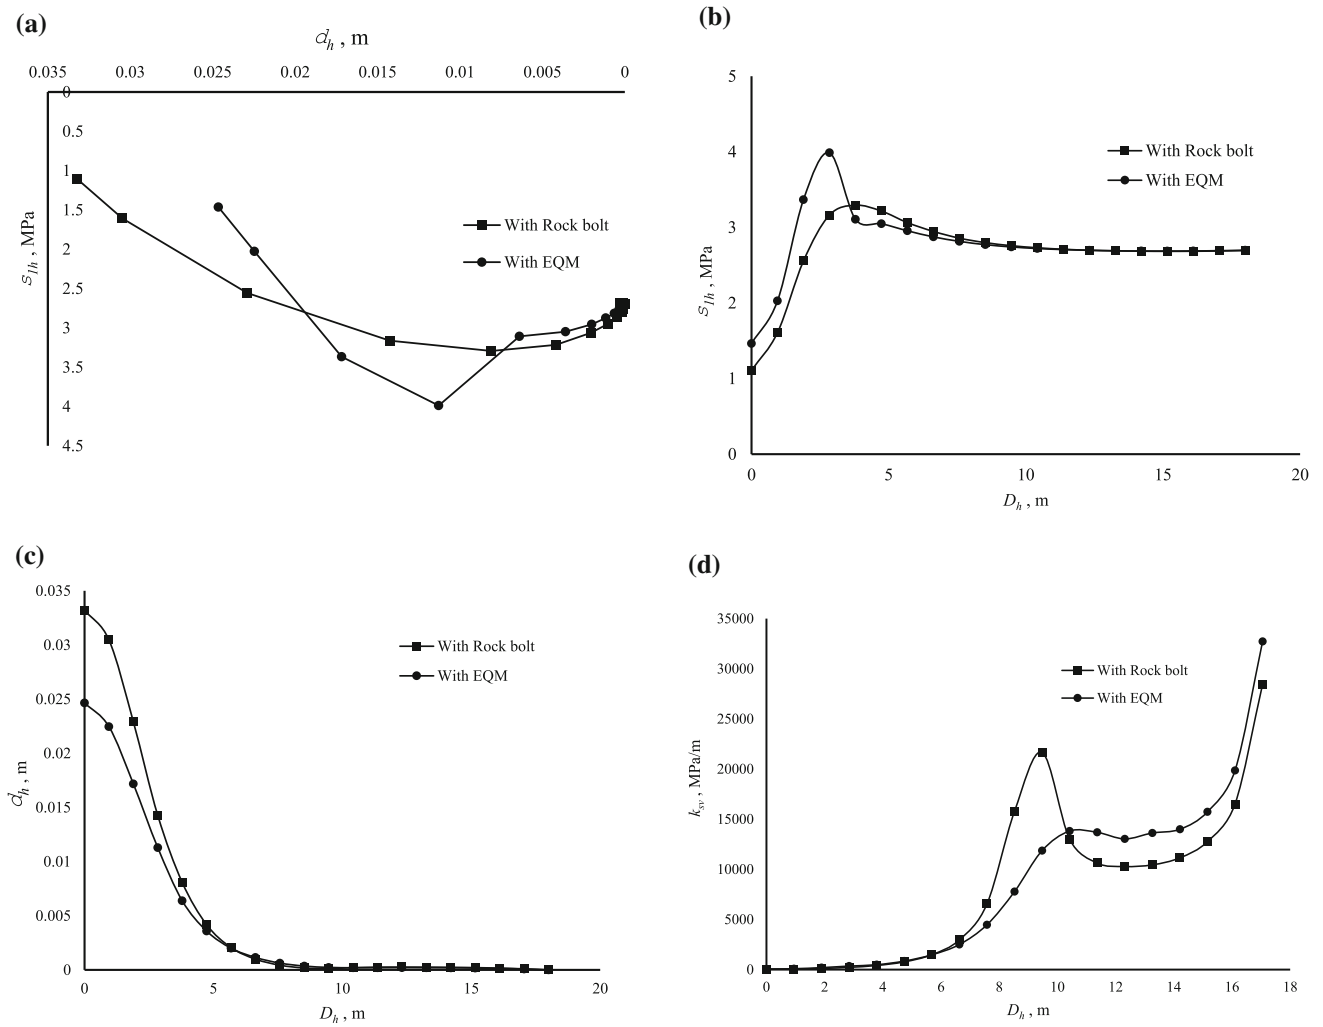 (a)
d_h , m
0.035 0.03 0.025 0.02 0.015 0.01 0.005 0
0
0.5
1
1.5
2
2.5
3
3.5
4
4.5
s_1h , MPa
With Rock bolt
With EQM
(b)
5
4
3
2
1
0
s_1h , MPa
With Rock bolt
With EQM
0 5 10 15 20
D_h , m
(c)
0.035
0.03
0.025
0.02
0.015
0.01
0.005
0
d_h , m
With Rock bolt
With EQM
0 5 10 15 20
D_h , m
(d)
35000
30000
25000
20000
15000
10000
5000
0
k_sv , MPa/m
With Rock bolt
With EQM
0 2 4 6 8 10 12 14 16 18
D_h , m